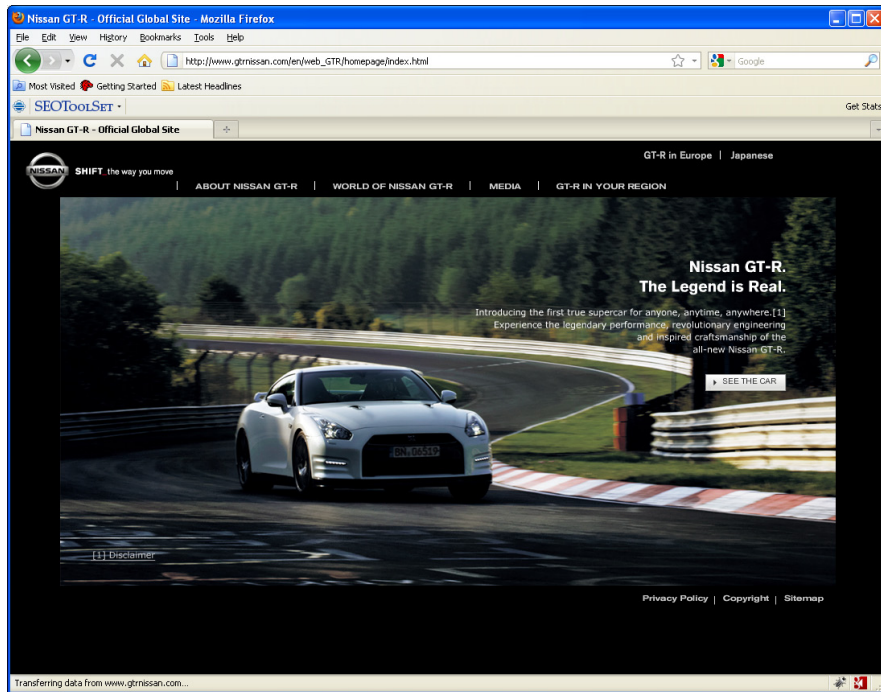 Nissan GT-R - Official Global Site - Mozilla Firefox
File Edit View History Bookmarks Tools Help
http://www.gtrnissan.com/en/web_GTR/homepage/index.html
Google
Most Visited Getting Started Latest Headlines
SEOToolSet
Get Stats
Nissan GT-R - Official Global Site
GT-R in Europe | Japanese
NISSAN SHIFT_the way you move
| ABOUT NISSAN GT-R | WORLD OF NISSAN GT-R | MEDIA | GT-R IN YOUR REGION
Nissan GT-R.
The Legend is Real.
Introducing the first true supercar for anyone, anytime, anywhere.[1]
Experience the legendary performance, revolutionary engineering
and inspired craftsmanship of the
all-new Nissan GT-R.
SEE THE CAR
[1] Disclaimer
Privacy Policy | Copyright | Sitemap
Transferring data from www.gtrnissan.com...